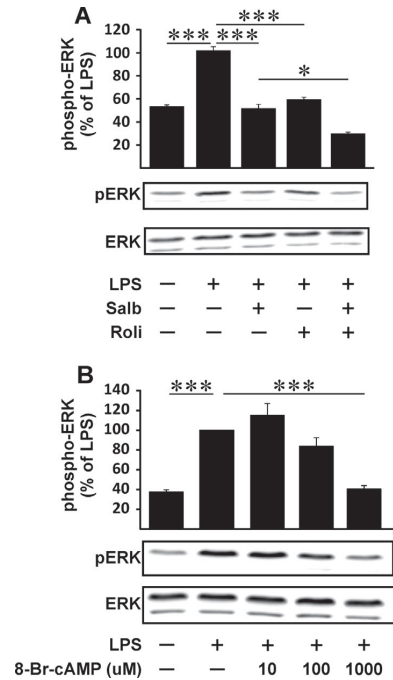 A
*** 
*** ***
*
phospho-ERK
(% of LPS)
120
100
80
60
40
20
pERK
ERK
LPS — + + + +
Salb — — + — +
Roli — — — + +
B
*** ***
phospho-ERK
(% of LPS)
140
120
100
80
60
40
20
pERK
ERK
LPS — + + + +
8-Br-cAMP (uM) — — 10 100 1000